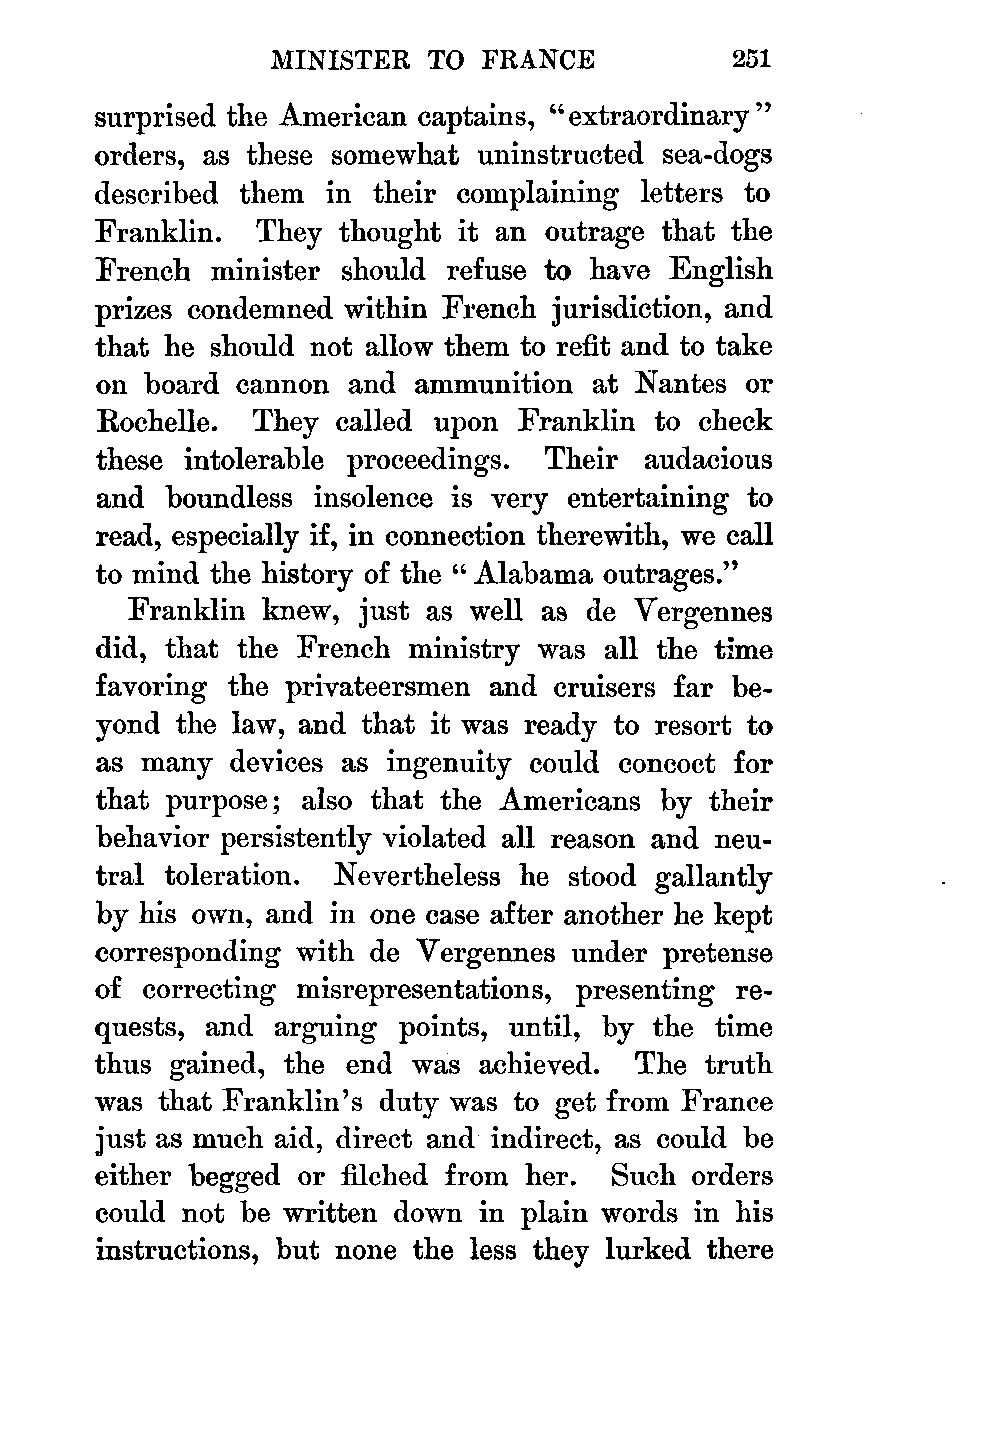 MINISTER TO FRANCE 251
surprised the American captains, “extraordinary”
orders, as these somewhat uninstructed sea-dogs
described them in their complaining letters to
Franklin. They thought it an outrage that the
French minister should refuse to have English
prizes condemned within French jurisdiction, and
that he should not allow them to refit and to take
on board cannon and ammunition at Nantes or
Rochelle. They called upon Franklin to check
these intolerable proceedings. Their audacious
and boundless insolence is very entertaining to
read, especially if, in connection therewith, we call
to mind the history of the “ Alabama outrages.”
Franklin knew, just as well as de Vergennes
did, that the French ministry was all the time
favoring the privateersmen and cruisers far be-
yond the law, and that it was ready to resort to
as many devices as ingenuity could concoct for
that purpose; also that the Americans by their
behavior persistently violated all reason and neu-
tral toleration. Nevertheless he stood gallantly
by his own, and in one case after another he kept
corresponding with de Vergennes under pretense
of correcting misrepresentations, presenting re-
quests, and arguing points, until, by the time
thus gained, the end was achieved. The truth
was that Franklin’s duty was to get from France
just as much aid, direct and indirect, as could be
either begged or filched from her. Such orders
could not be written down in plain words in his
instructions, but none the less they lurked there